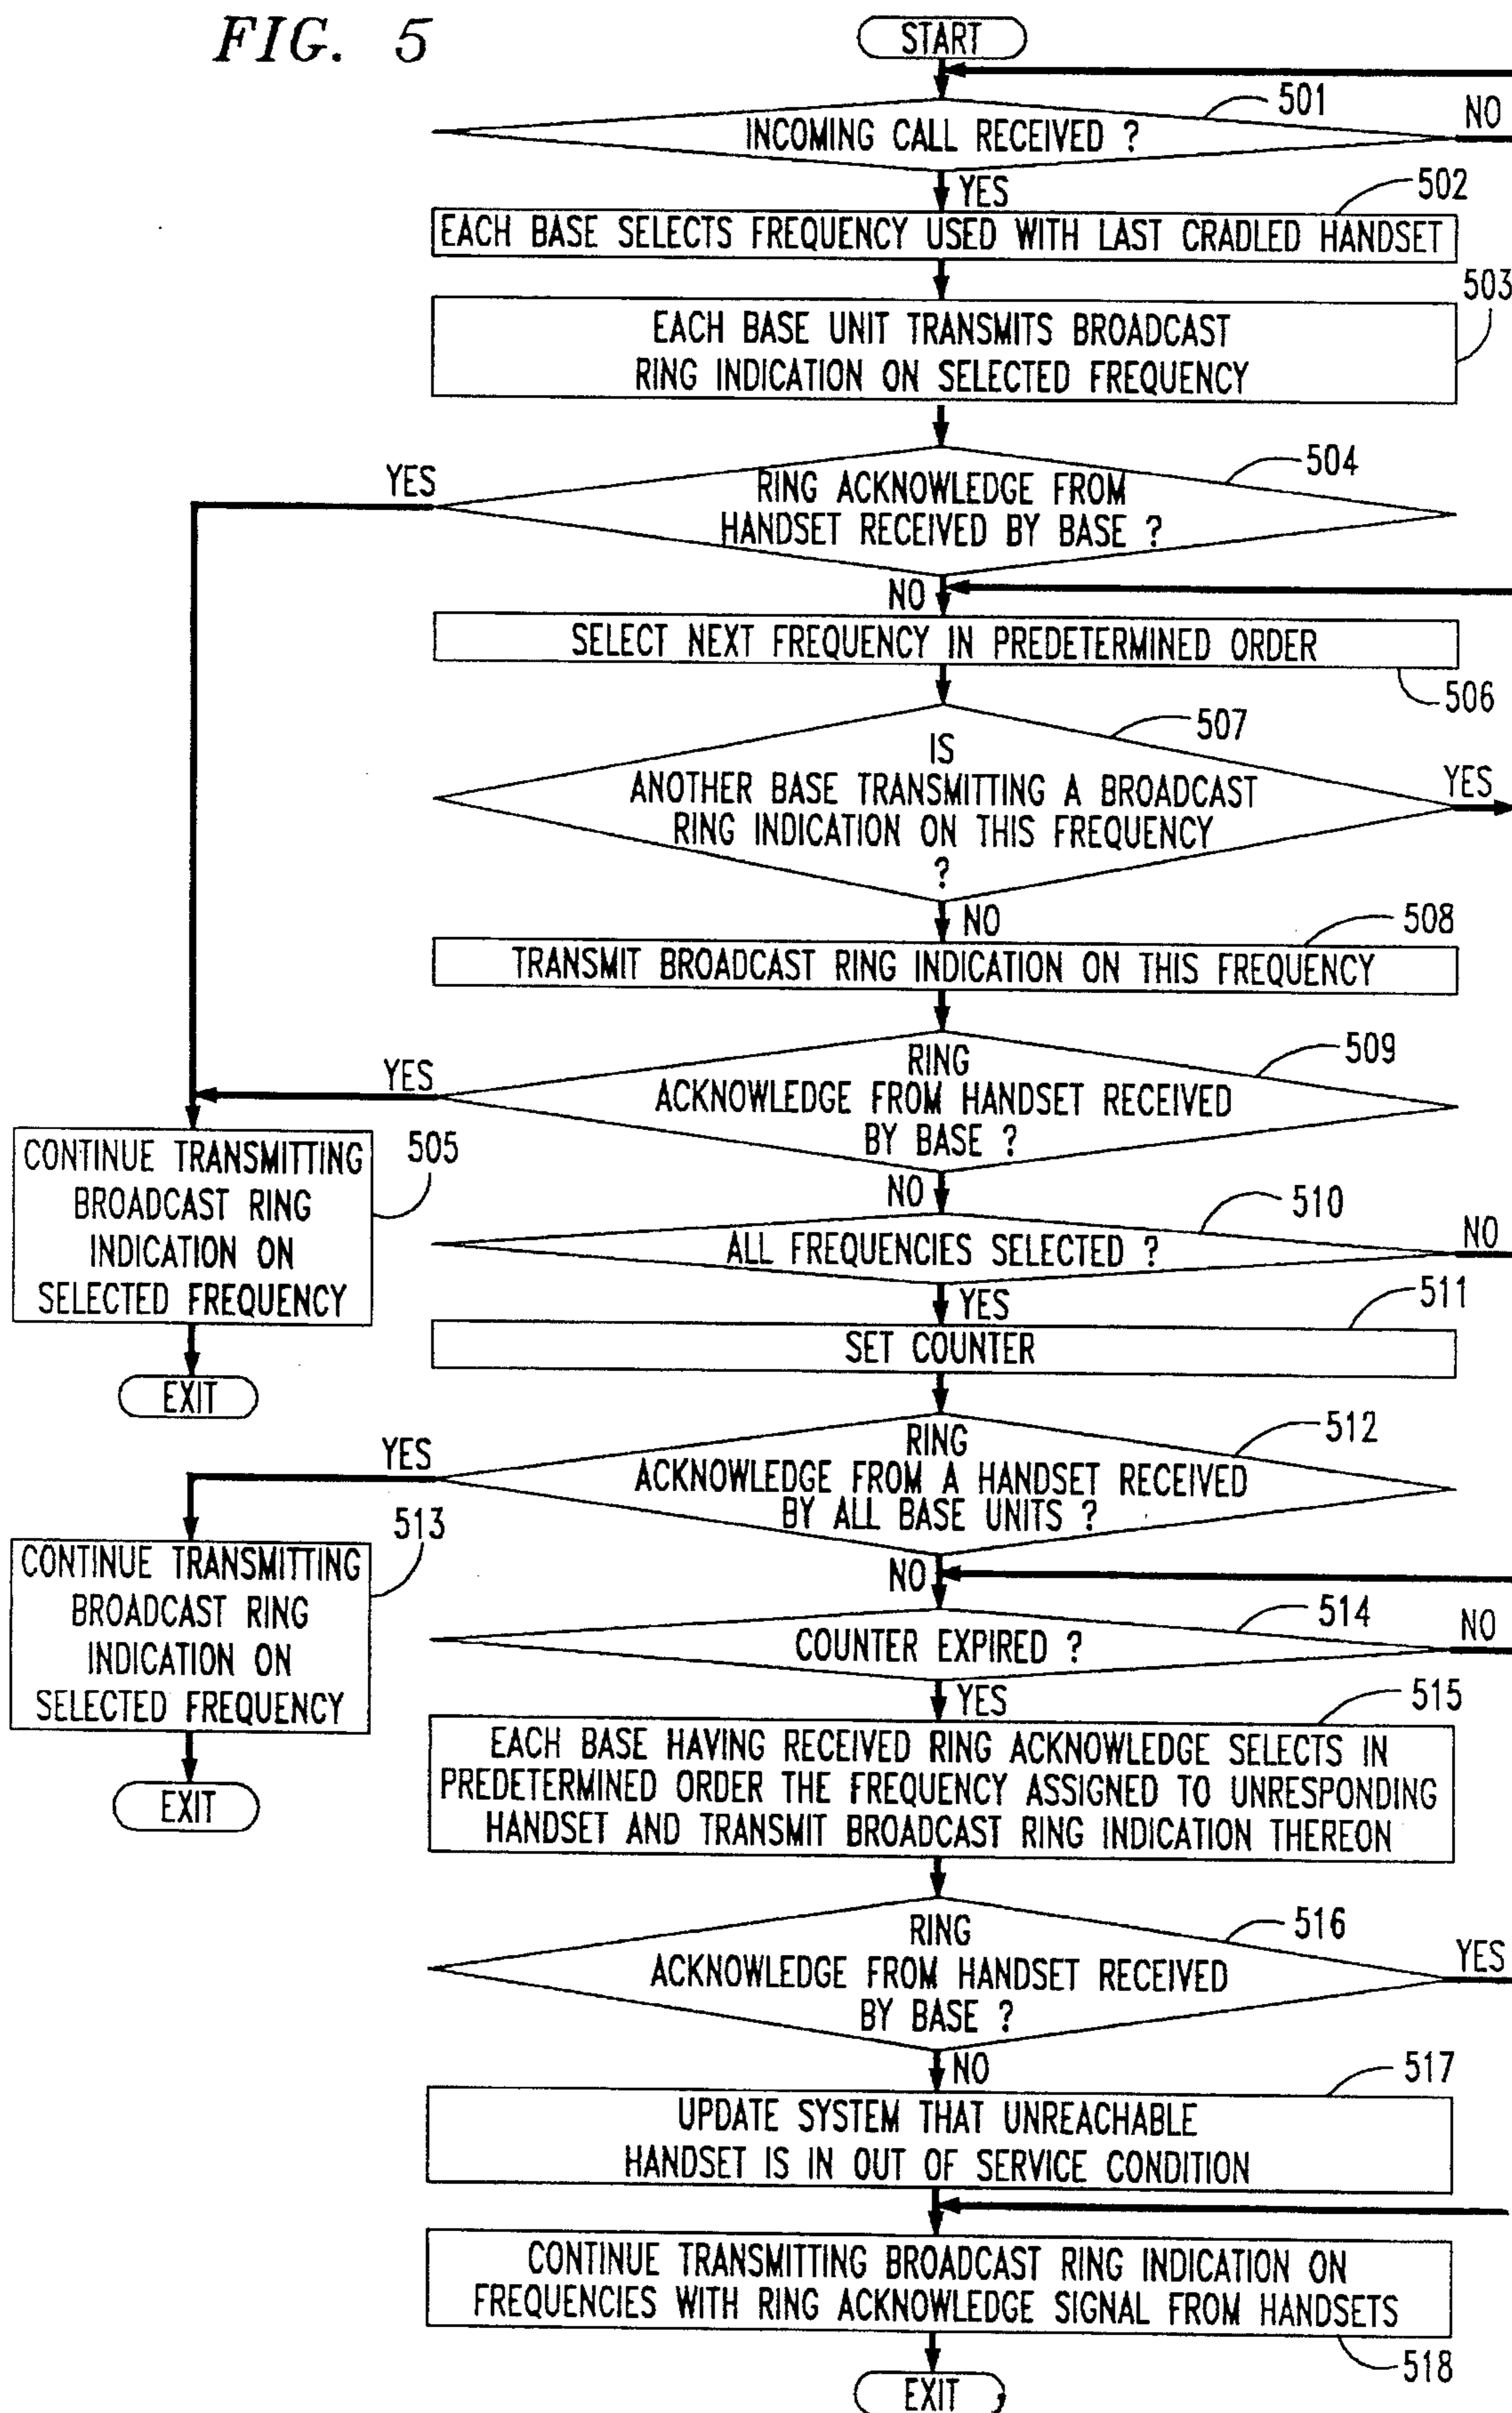 FIG. 5
START
501
INCOMING CALL RECEIVED ?
NO
YES
502
EACH BASE SELECTS FREQUENCY USED WITH LAST CRADLED HANDSET
503
EACH BASE UNIT TRANSMITS BROADCAST
RING INDICATION ON SELECTED FREQUENCY
504
YES
RING ACKNOWLEDGE FROM
HANDSET RECEIVED BY BASE ?
NO
SELECT NEXT FREQUENCY IN PREDETERMINED ORDER
506
507
IS
ANOTHER BASE TRANSMITTING A BROADCAST
RING INDICATION ON THIS FREQUENCY
?
YES
NO
508
TRANSMIT BROADCAST RING INDICATION ON THIS FREQUENCY
509
YES
RING
ACKNOWLEDGE FROM HANDSET RECEIVED
BY BASE ?
505
CONTINUE TRANSMITTING
BROADCAST RING
INDICATION ON
SELECTED FREQUENCY
EXIT
NO
510
ALL FREQUENCIES SELECTED ?
NO
YES
511
SET COUNTER
512
YES
RING
ACKNOWLEDGE FROM A HANDSET RECEIVED
BY ALL BASE UNITS ?
513
CONTINUE TRANSMITTING
BROADCAST RING
INDICATION ON
SELECTED FREQUENCY
EXIT
NO
514
COUNTER EXPIRED ?
NO
YES
515
EACH BASE HAVING RECEIVED RING ACKNOWLEDGE SELECTS IN
PREDETERMINED ORDER THE FREQUENCY ASSIGNED TO UNRESPONDING
HANDSET AND TRANSMIT BROADCAST RING INDICATION THEREON
516
RING
ACKNOWLEDGE FROM HANDSET RECEIVED
BY BASE ?
YES
NO
517
UPDATE SYSTEM THAT UNREACHABLE
HANDSET IS IN OUT OF SERVICE CONDITION
CONTINUE TRANSMITTING BROADCAST RING INDICATION ON
FREQUENCIES WITH RING ACKNOWLEDGE SIGNAL FROM HANDSETS
518
EXIT